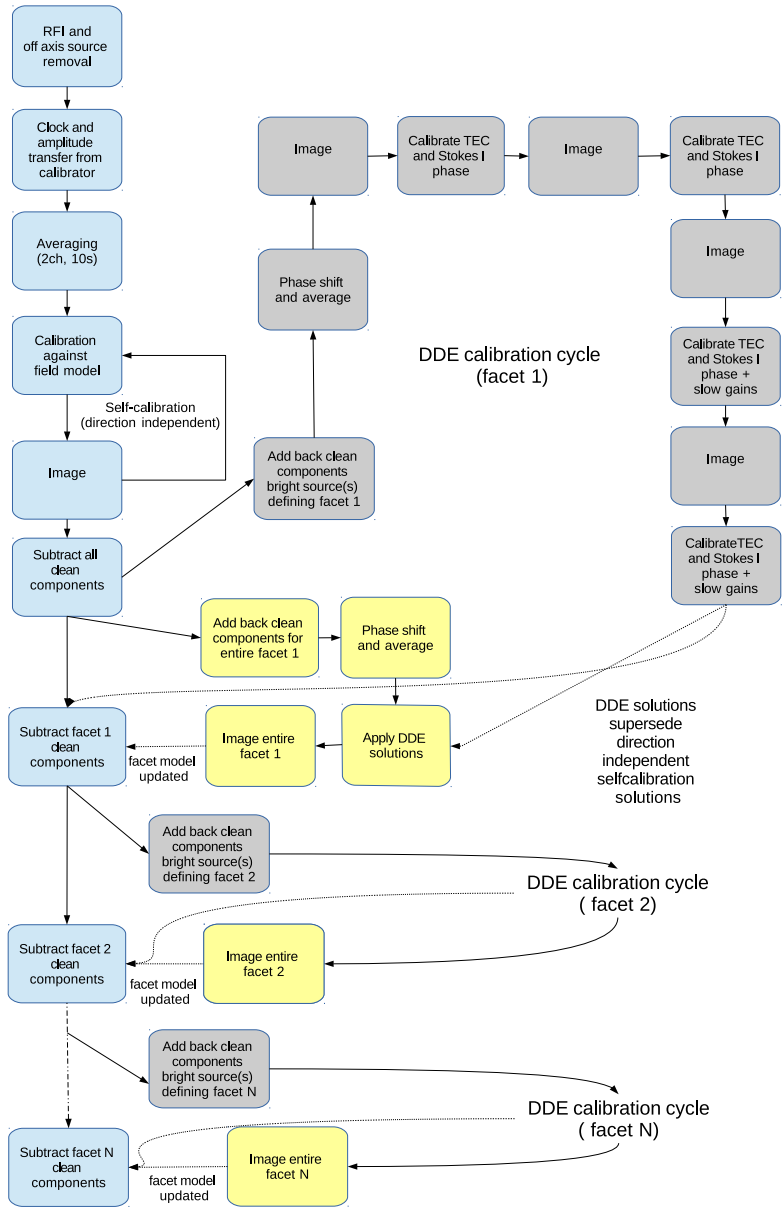 RFI and
off axis source
removal
Clock and
amplitude
transfer from
calibrator
Averaging
(2ch, 10s)
Calibration
against
field model
Self-calibration
(direction independent)
Image
Subtract all
clean
components
Add back clean
components
bright source(s)
defining facet 1
Phase shift
and average
Image
Calibrate TEC
and Stokes I
phase
Image
Calibrate TEC
and Stokes I
phase
Image
Calibrate TEC
and Stokes I
phase +
slow gains
Image
CalibrateTEC
and Stokes I
phase +
slow gains
DDE calibration cycle
(facet 1)
Add back clean
components for
entire facet 1
Phase shift
and average
Apply DDE
solutions
Image entire
facet 1
facet model
updated
Subtract facet 1
clean
components
DDE solutions
supersede
direction
independent
selfcalibration
solutions
Add back clean
components
bright source(s)
defining facet 2
DDE calibration cycle
( facet 2)
Image entire
facet 2
facet model
updated
Subtract facet 2
clean
components
Add back clean
components
bright source(s)
defining facet N
DDE calibration cycle
( facet N)
Image entire
facet N
facet model
updated
Subtract facet N
clean
components